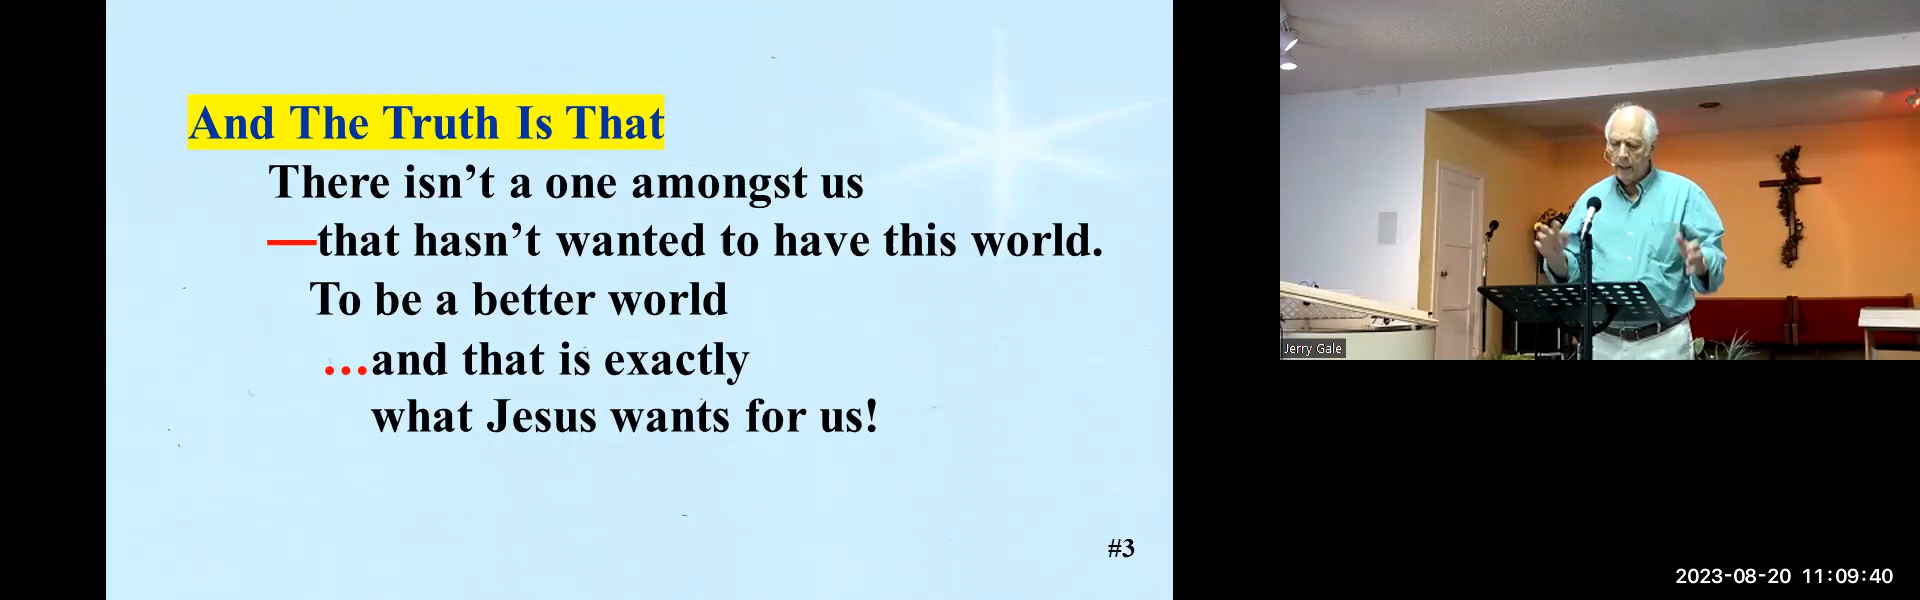 And The Truth Is That
There isn’t a one amongst us
—that hasn’t wanted to have this world.
To be a better world
…and that is exactly
what Jesus wants for us!
#3
Jerry Gale
2023-08-20 11:09:40